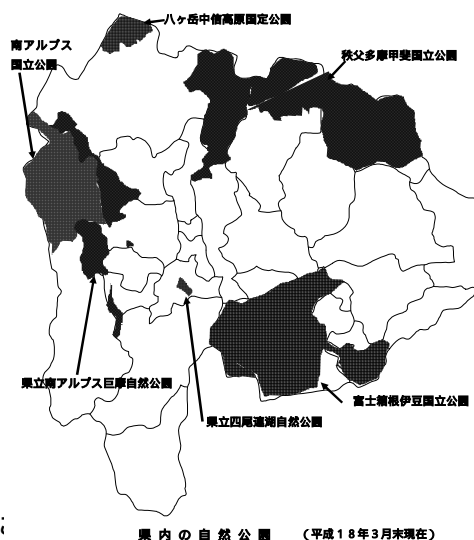 八ヶ岳中信高原国定公園
南アルプス
国立公園
秩父多摩甲斐国立公園
県立南アルプス巨摩自然公園
富士箱根伊豆国立公園
県立四尾連湖自然公園
県内の自然公園 （平成１８年３月末現在）